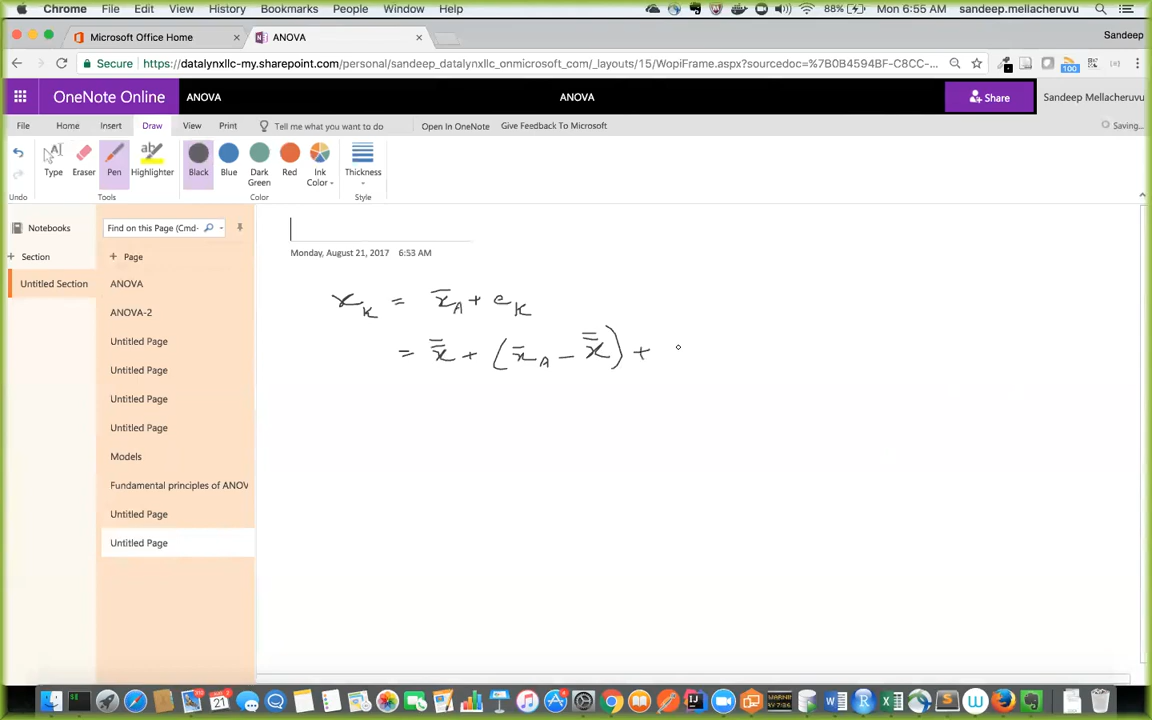 Chrome File Edit View History Bookmarks People Window Help 88% Mon 6:55 AM sandeep.mellacheruvu
Microsoft Office Home ANOVA Sandeep
Secure https://datalynxllc-my.sharepoint.com/personal/sandeep_datalynxllc_onmicrosoft_com/_layouts/15/WopiFrame.aspx?sourcedoc=%7B0B4594BF-C8CC-... 100
OneNote Online ANOVA ANOVA Share Sandeep Mellacheruvu
File Home Insert Draw View Print Tell me what you want to do Open In OneNote Give Feedback To Microsoft Saving...
Undo Type Eraser Pen Highlighter Black Blue Dark Green Red Ink Color Thickness
Tools Color Style
Notebooks Find on this Page (Cmd-
Section Page
Untitled Section ANOVA
ANOVA-2
Untitled Page
Untitled Page
Untitled Page
Untitled Page
Models
Fundamental principles of ANOV
Untitled Page
Untitled Page
Monday, August 21, 2017 6:53 AM
x_K = x̄_A + e_K
= x̿ + (x̄_A − x̿) +